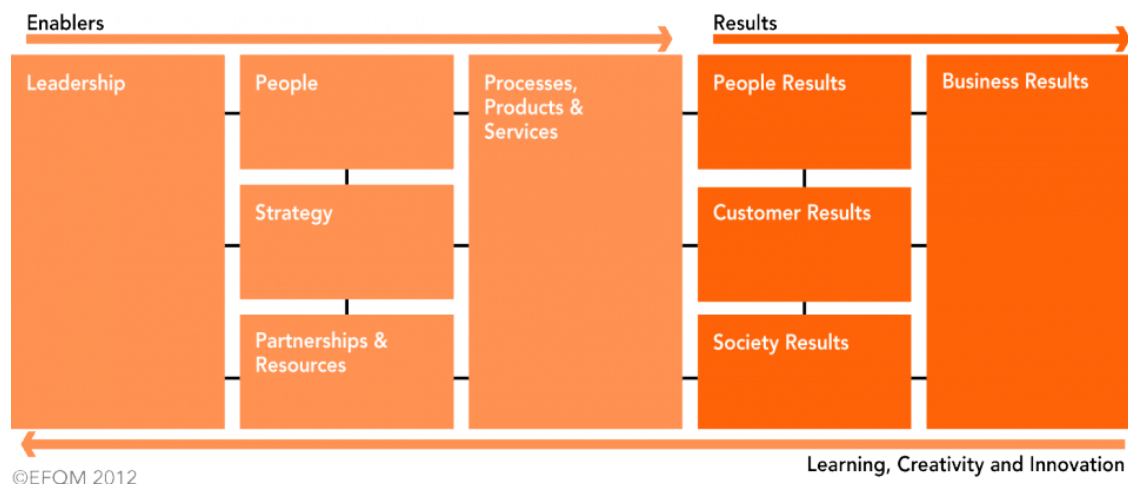 Enablers
Results
Leadership
People
Processes,
Products &
Services
People Results
Business Results
Strategy
Customer Results
Partnerships &
Resources
Society Results
Learning, Creativity and Innovation
©EFQM 2012